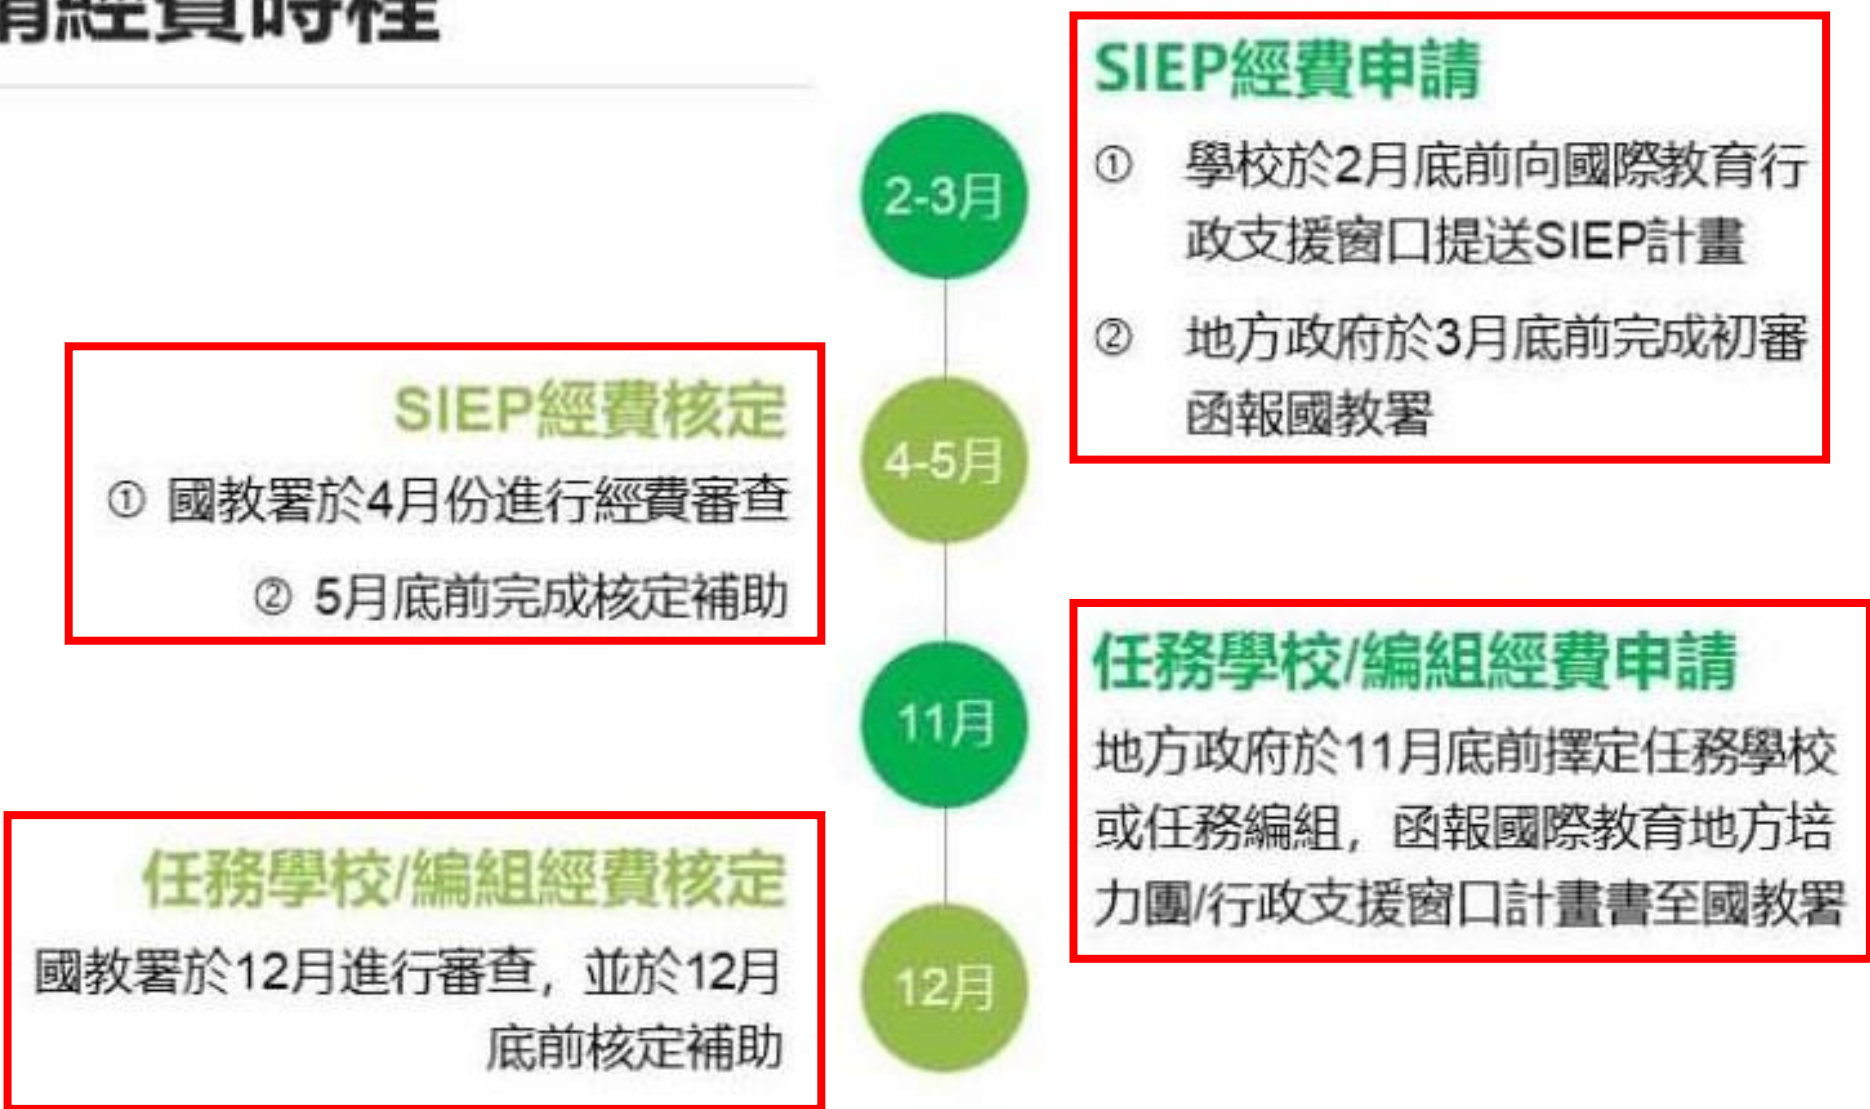 請經費時程
2-3月
SIEP經費申請
① 學校於2月底前向國際教育行
政支援窗口提送SIEP計畫
② 地方政府於3月底前完成初審
函報國教署
4-5月
SIEP經費核定
① 國教署於4月份進行經費審查
② 5月底前完成核定補助
11月
任務學校/編組經費申請
地方政府於11月底前擇定任務學校
或任務編組，函報國際教育地方培
力團/行政支援窗口計畫書至國教署
12月
任務學校/編組經費核定
國教署於12月進行審查，並於12月
底前核定補助